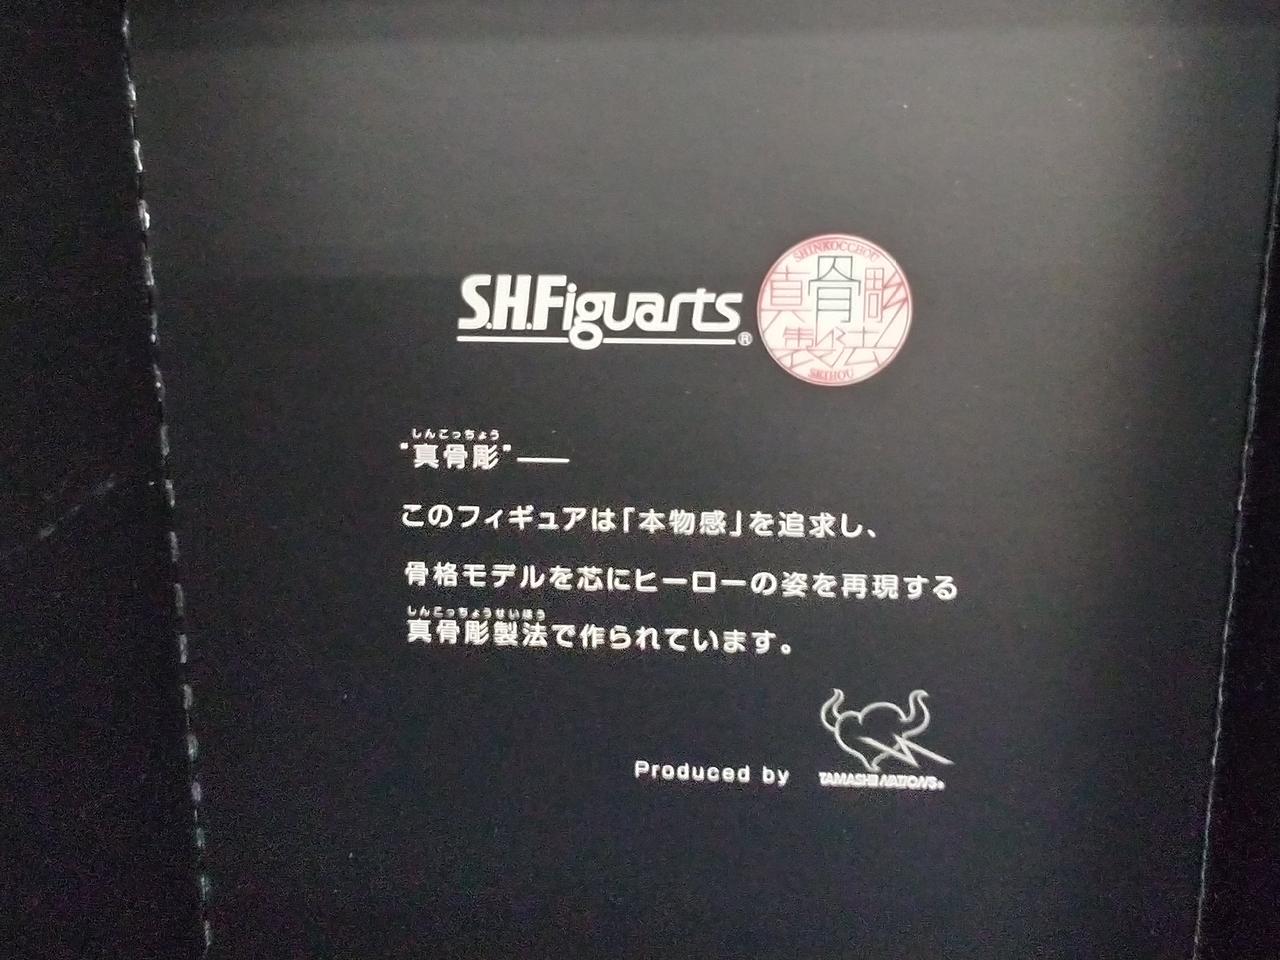 S.H.Figuarts®
SHINKOCCHOU
真骨彫
製法
SEIHOU
しんこっちょう
"真骨彫"――
このフィギュアは「本物感」を追求し、
骨格モデルを芯にヒーローの姿を再現する
しんこっちょうせいほう
真骨彫製法で作られています。
Produced by
TAMASHII NATIONS®